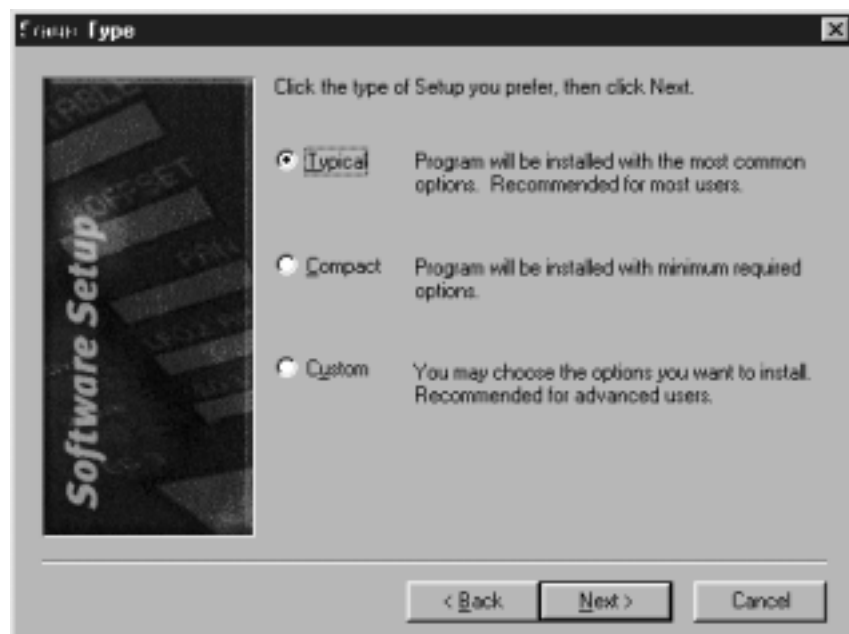 Type
Click the type of Setup you prefer, then click Next.
Typical
Program will be installed with the most common
options. Recommended for most users.
Compact
Program will be installed with minimum required
options.
Custom
You may choose the options you want to install.
Recommended for advanced users.
Software Setup
OFFSET
PAN
< Back
Next >
Cancel